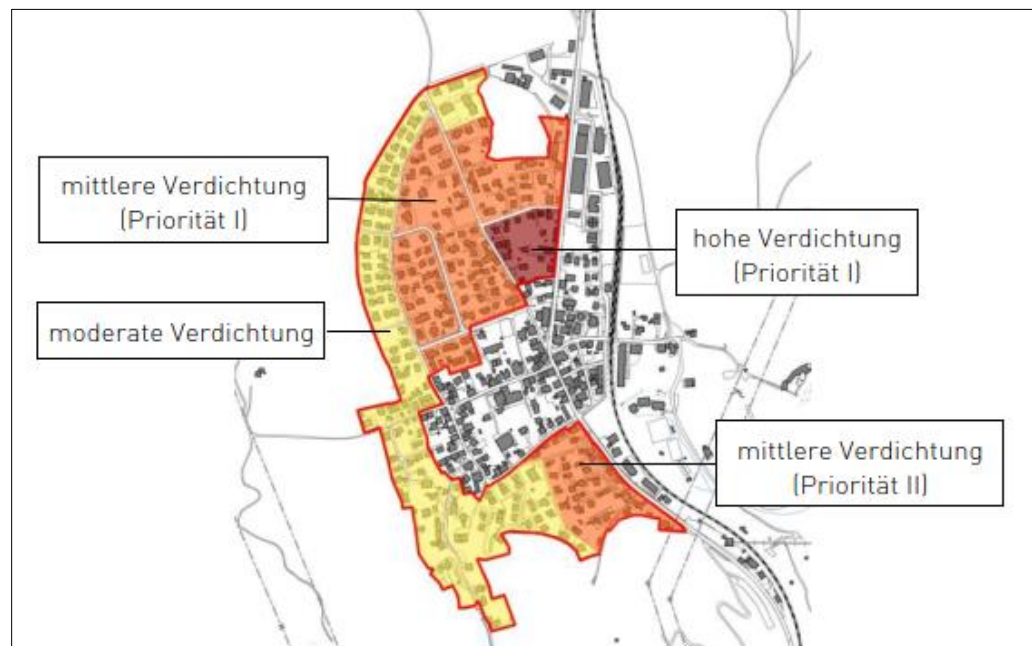 mittlere Verdichtung
(Priorität I)
hohe Verdichtung
(Priorität I)
moderate Verdichtung
mittlere Verdichtung
(Priorität II)